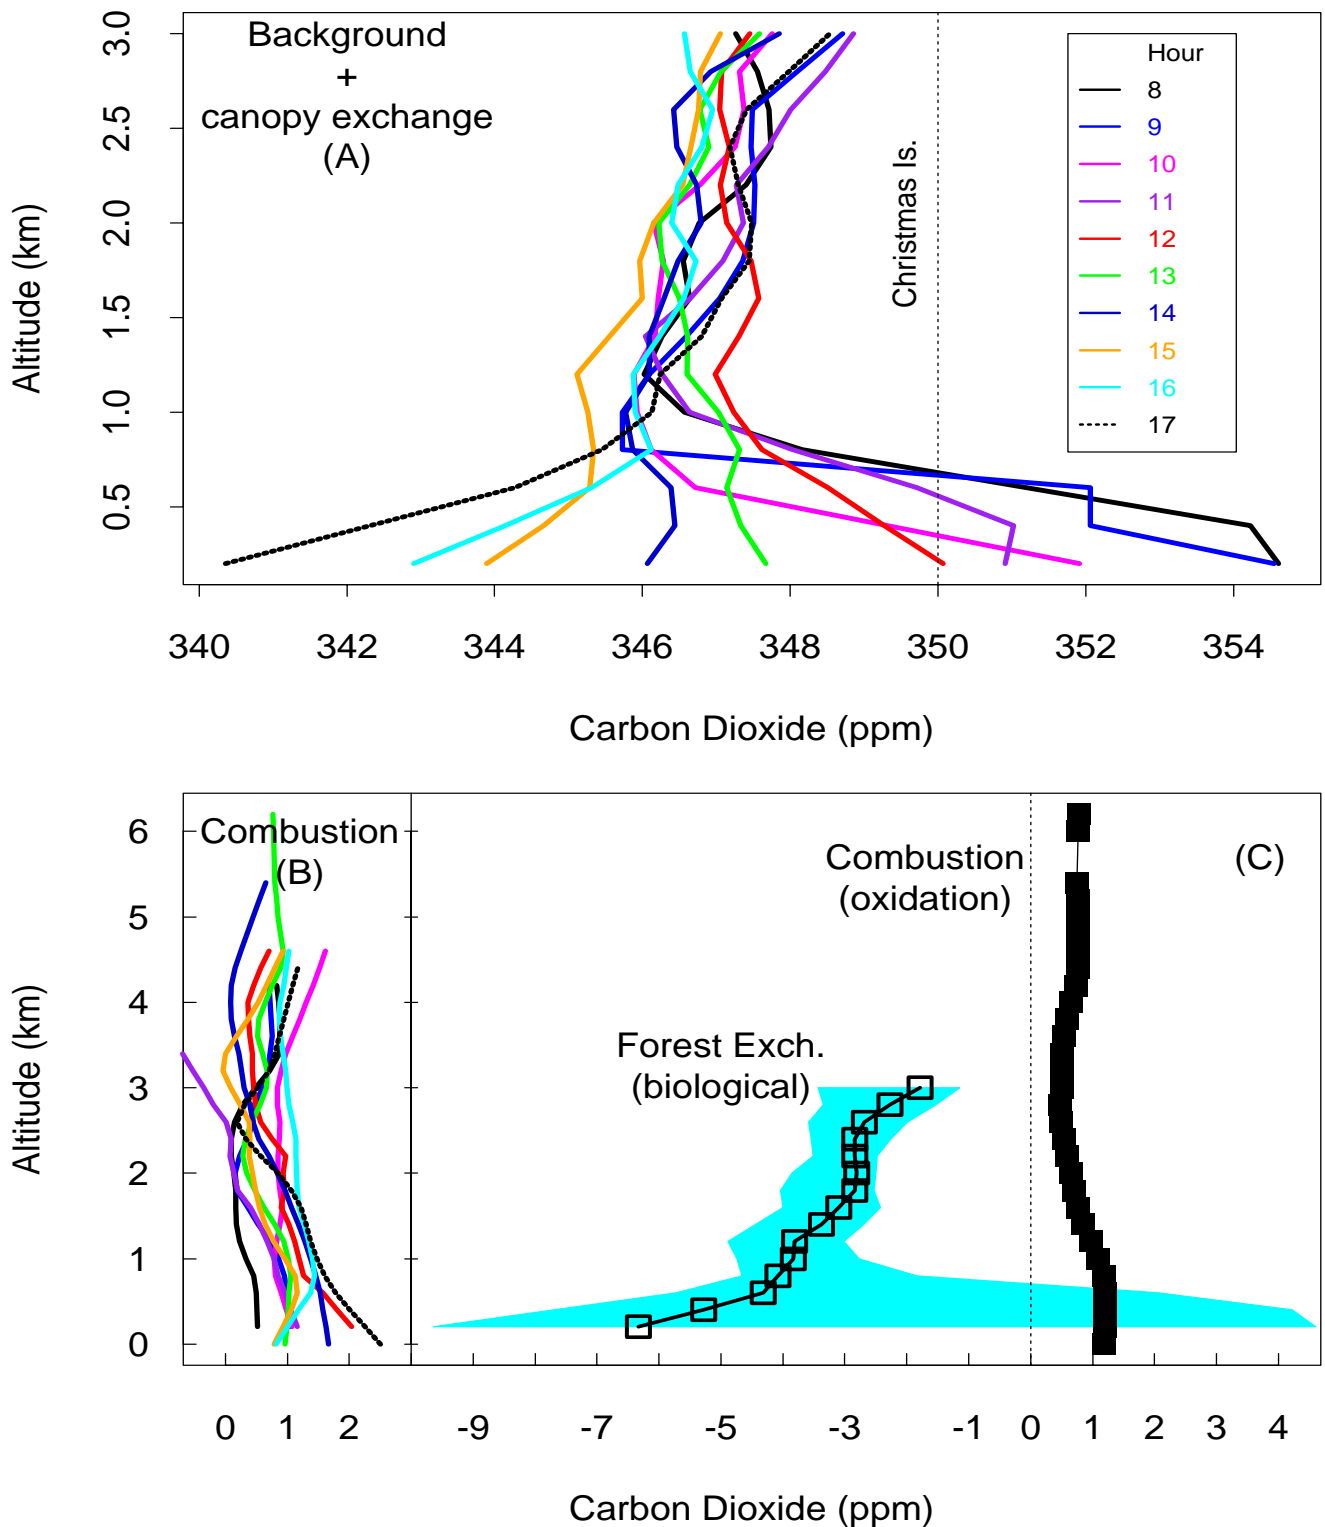 Background
+
canopy exchange
(A)
Altitude (km)
3.0
2.5
2.0
1.5
1.0
0.5
Christmas Is.
Hour
8
9
10
11
12
13
14
15
16
17
340 342 344 346 348 350 352 354
Carbon Dioxide (ppm)
Altitude (km)
6
5
4
3
2
1
0
Combustion
(B)
Combustion
(oxidation)
(C)
Forest Exch.
(biological)
0 1 2 -9 -7 -5 -3 -1 0 1 2 3 4
Carbon Dioxide (ppm)